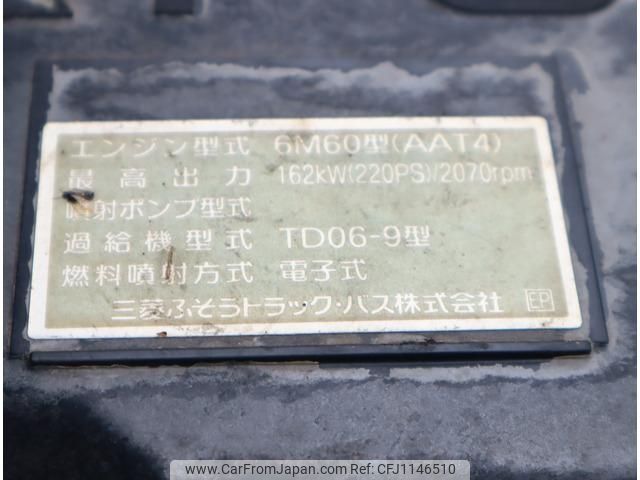 エンジン型式 6M60型(AAT4)
最高出力 162kW(220PS)/2070rpm
噴射ポンプ型式
過給機型式 TD06-9型
燃料噴射方式 電子式
三菱ふそうトラック・バス株式会社 EP
www.CarFromJapan.com Ref.No CFJ1146510